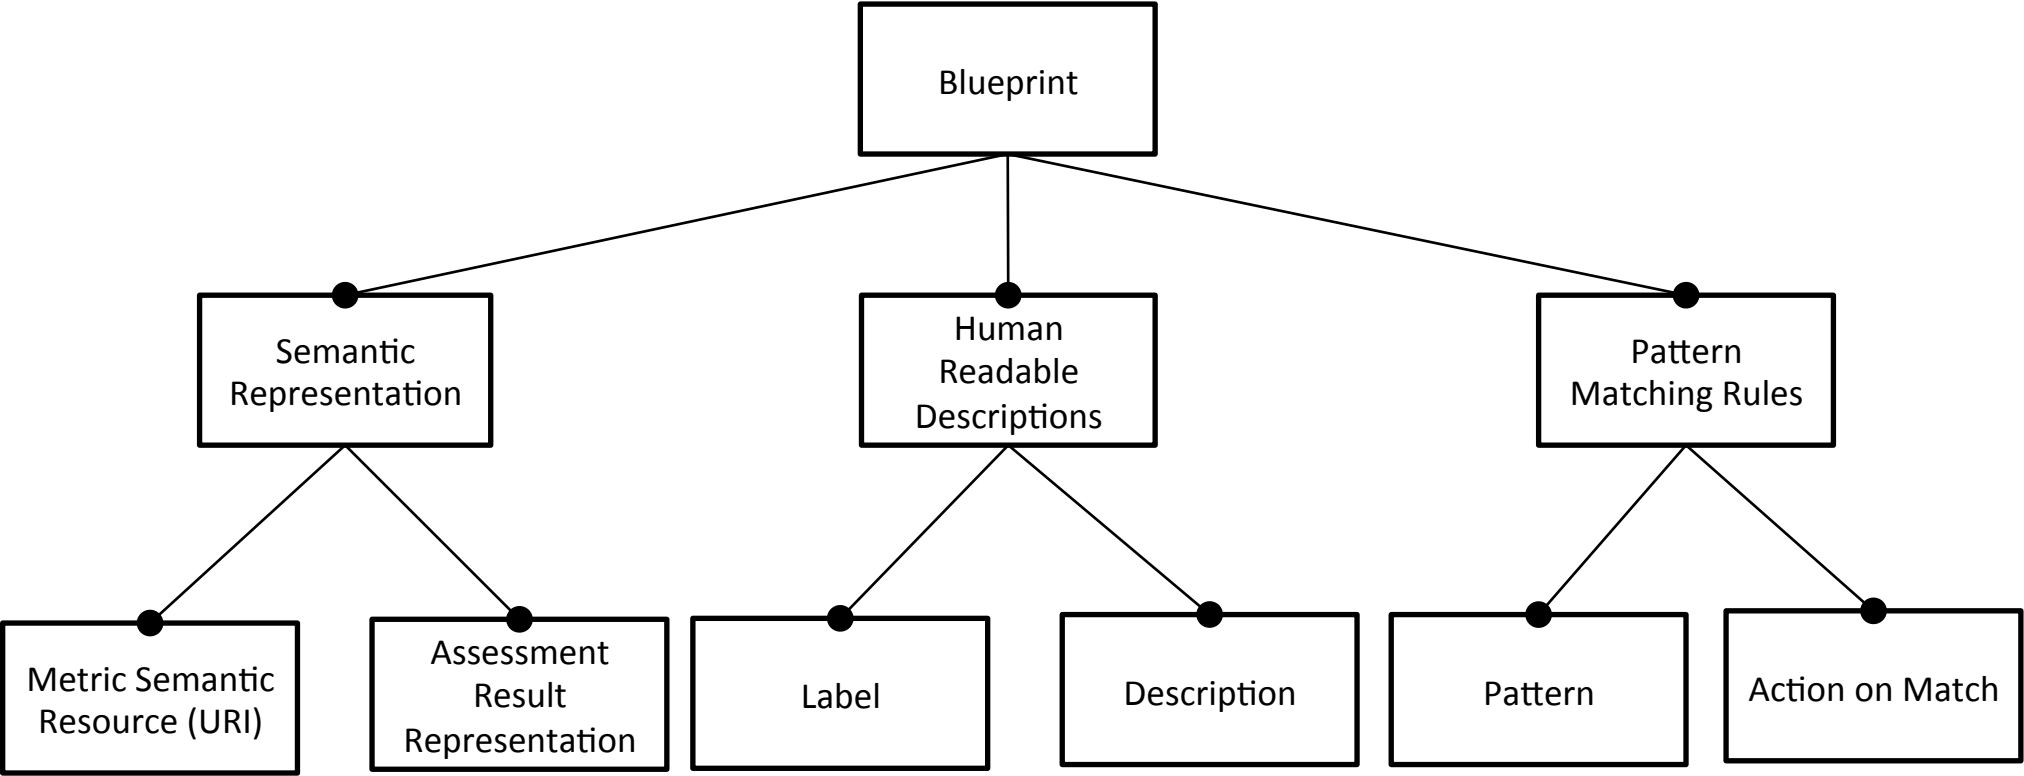 Blueprint
Semantic
Representation
Human
Readable
Descriptions
Pattern
Matching Rules
Metric Semantic
Resource (URI)
Assessment
Result
Representation
Label
Description
Pattern
Action on Match